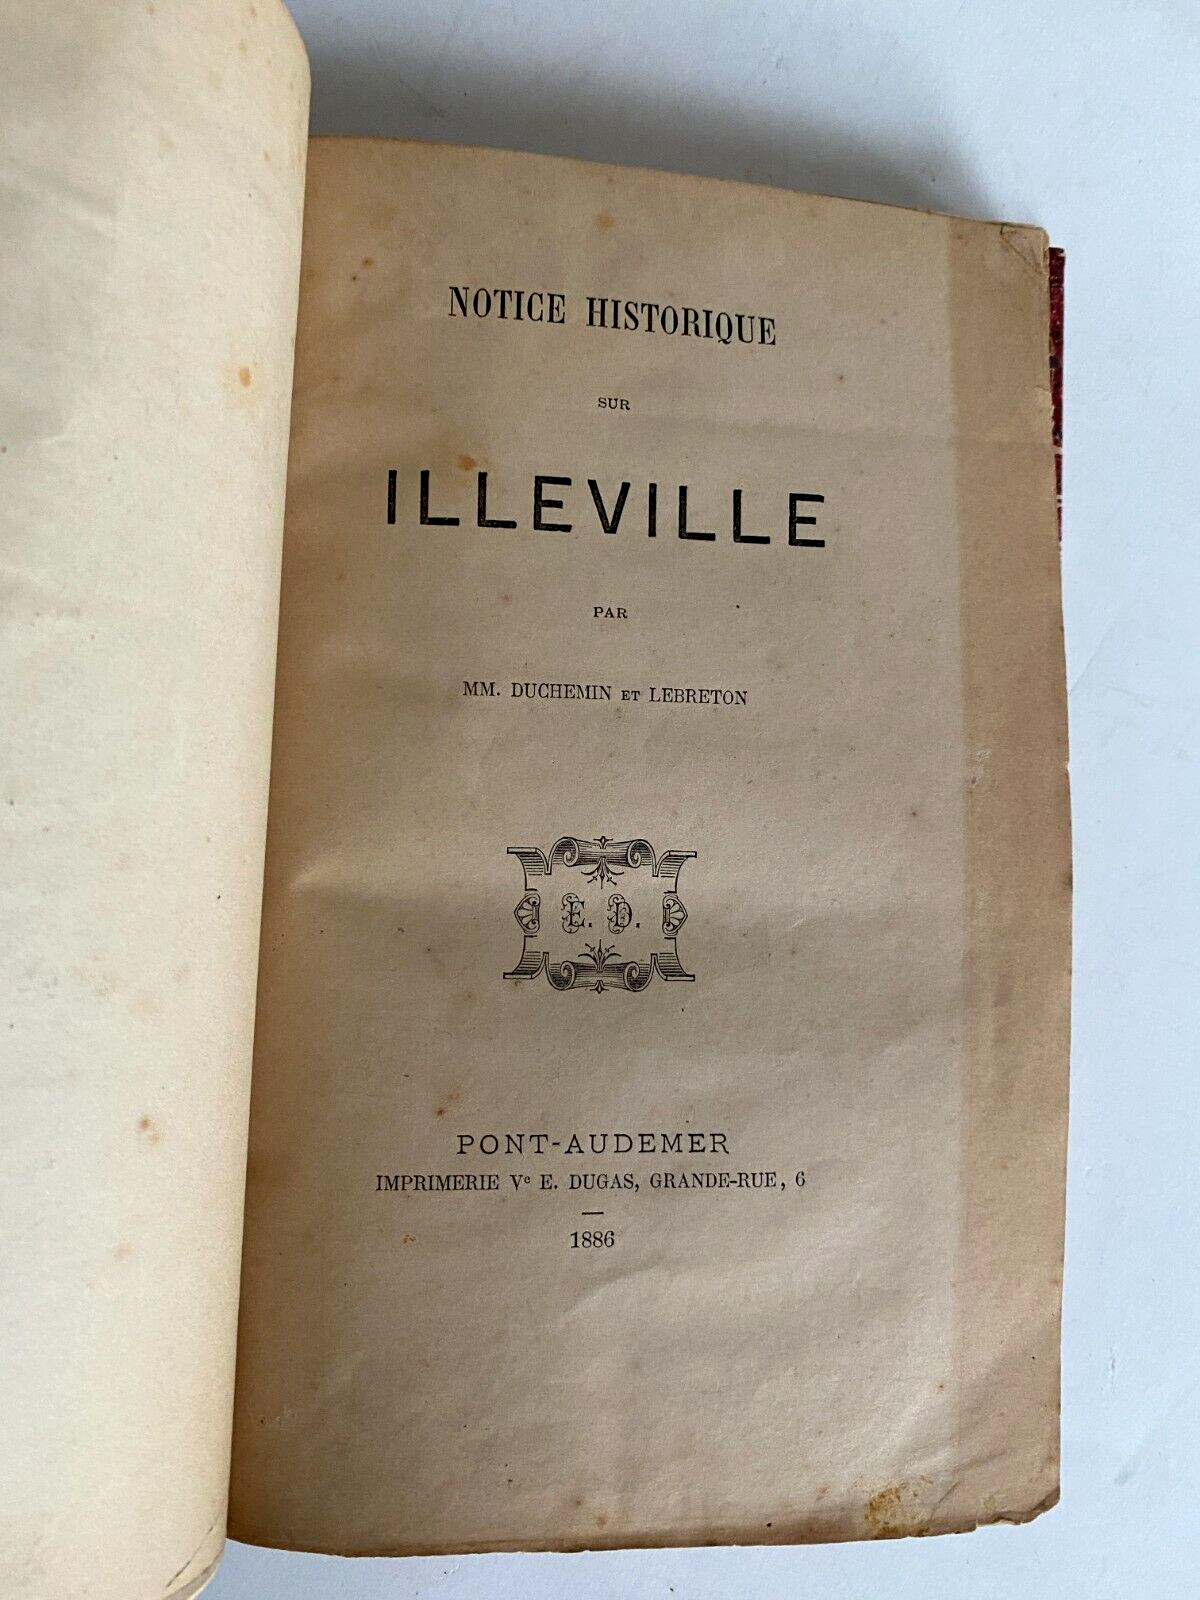 NOTICE HISTORIQUE
SUR
ILLEVILLE
PAR
MM. DUCHEMIN ET LEBRETON
E. D.
PONT-AUDEMER
IMPRIMERIE Vᵉ E. DUGAS, GRANDE-RUE, 6
1886